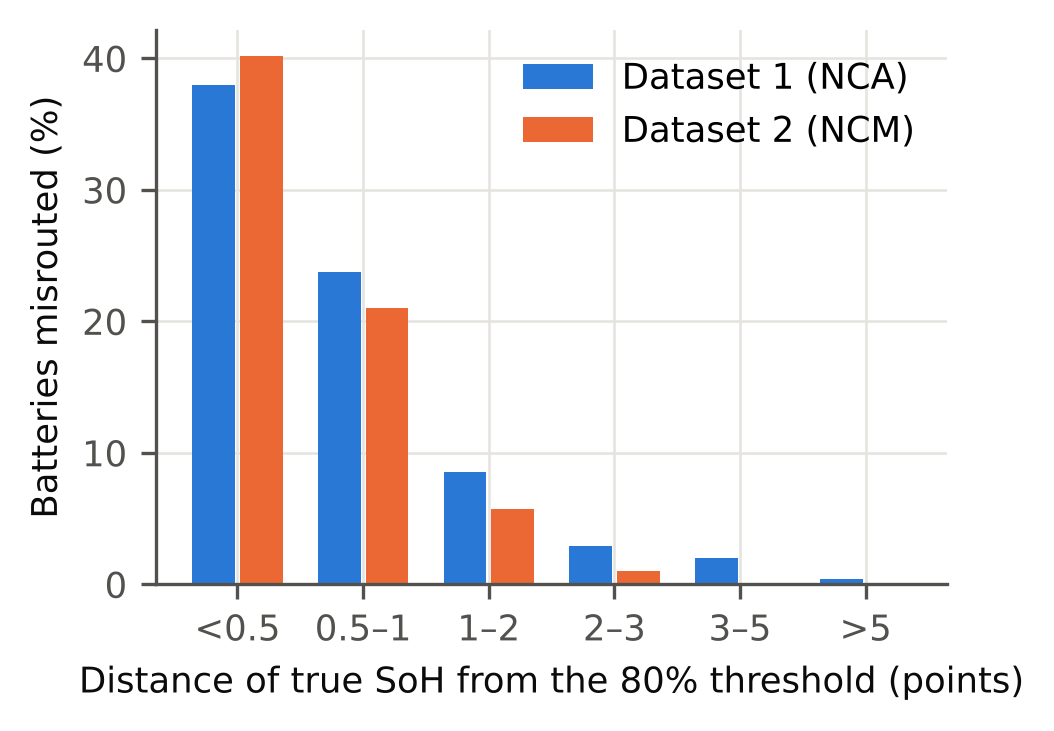 Batteries misrouted (%)
40
30
20
10
0
Dataset 1 (NCA)
Dataset 2 (NCM)
<0.5 0.5–1 1–2 2–3 3–5 >5
Distance of true SoH from the 80% threshold (points)